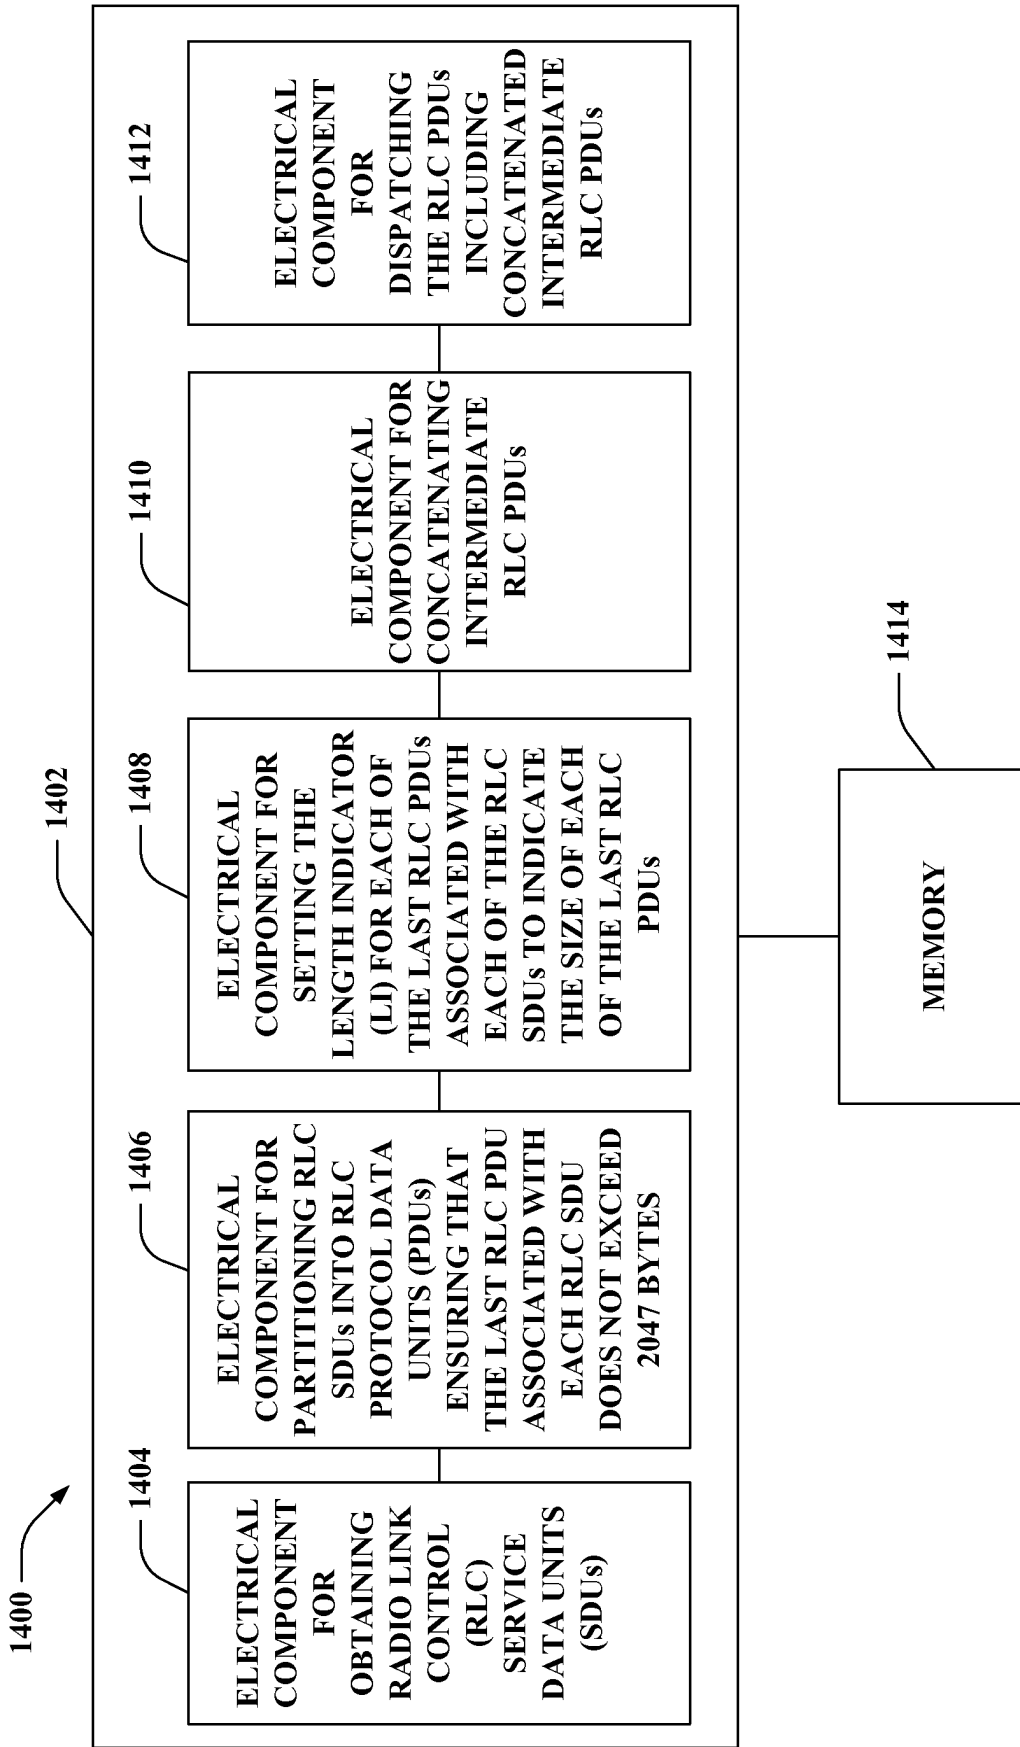 1400
1402
1404
ELECTRICAL
COMPONENT
FOR
OBTAINING
RADIO LINK
CONTROL
(RLC)
SERVICE
DATA UNITS
(SDUs)
1406
ELECTRICAL
COMPONENT FOR
PARTITIONING RLC
SDUs INTO RLC
PROTOCOL DATA
UNITS (PDUs)
ENSURING THAT
THE LAST RLC PDU
ASSOCIATED WITH
EACH RLC SDU
DOES NOT EXCEED
2047 BYTES
1408
ELECTRICAL
COMPONENT FOR
SETTING THE
LENGTH INDICATOR
(LI) FOR EACH OF
THE LAST RLC PDUs
ASSOCIATED WITH
EACH OF THE RLC
SDUs TO INDICATE
THE SIZE OF EACH
OF THE LAST RLC
PDUs
1410
ELECTRICAL
COMPONENT FOR
CONCATENATING
INTERMEDIATE
RLC PDUs
1412
ELECTRICAL
COMPONENT
FOR
DISPATCHING
THE RLC PDUs
INCLUDING
CONCATENATED
INTERMEDIATE
RLC PDUs
1414
MEMORY